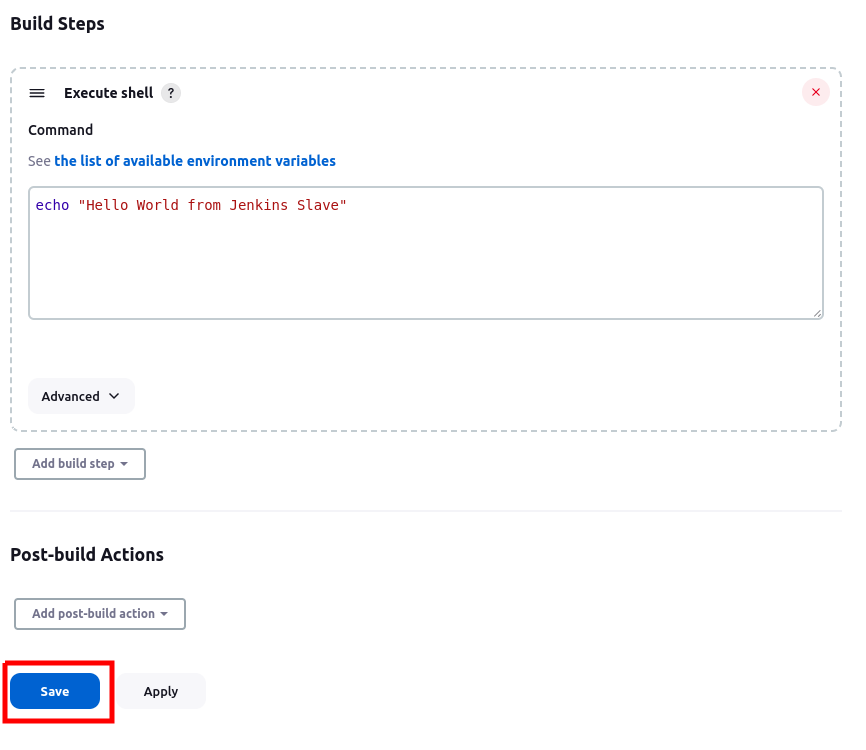 Build Steps
Execute shell ?
Command
See the list of available environment variables
echo "Hello World from Jenkins Slave"
Advanced
Add build step
Post-build Actions
Add post-build action
Save Apply